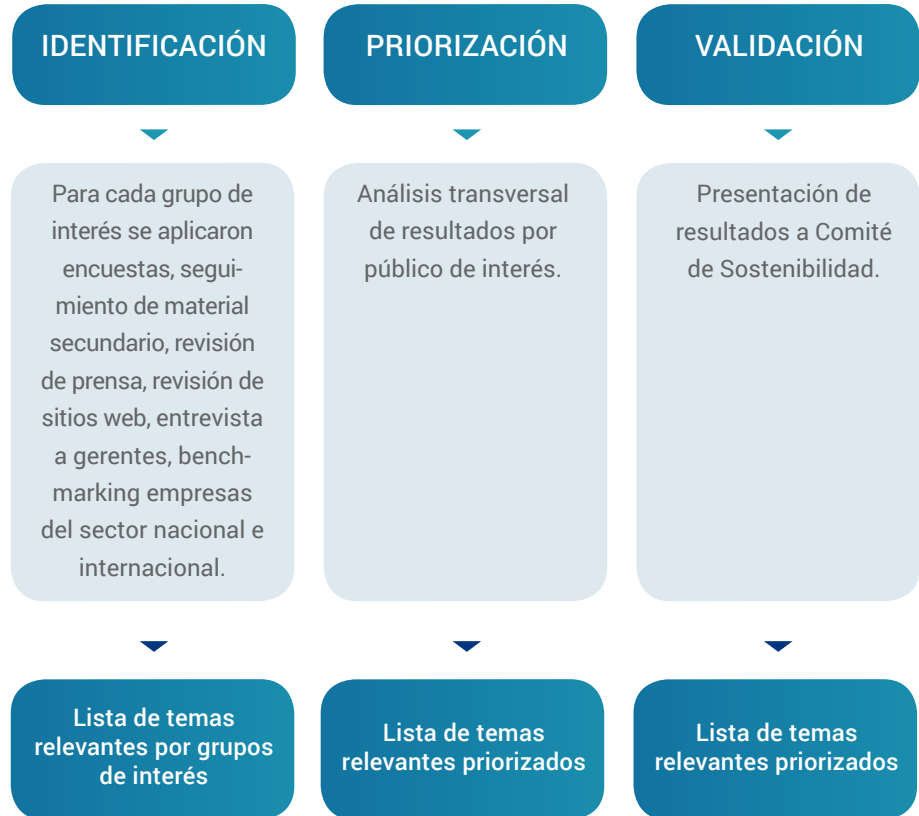 IDENTIFICACIÓN
Para cada grupo de
interés se aplicaron
encuestas, segui-
miento de material
secundario, revisión
de prensa, revisión de
sitios web, entrevista
a gerentes, bench-
marking empresas
del sector nacional e
internacional.
Lista de temas
relevantes por grupos
de interés
PRIORIZACIÓN
Análisis transversal
de resultados por
público de interés.
Lista de temas
relevantes priorizados
VALIDACIÓN
Presentación de
resultados a Comité
de Sostenibilidad.
Lista de temas
relevantes priorizados